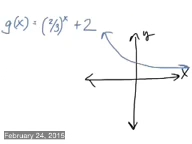 g(x) = (2/3)^x + 2
y
x
February 24, 2015